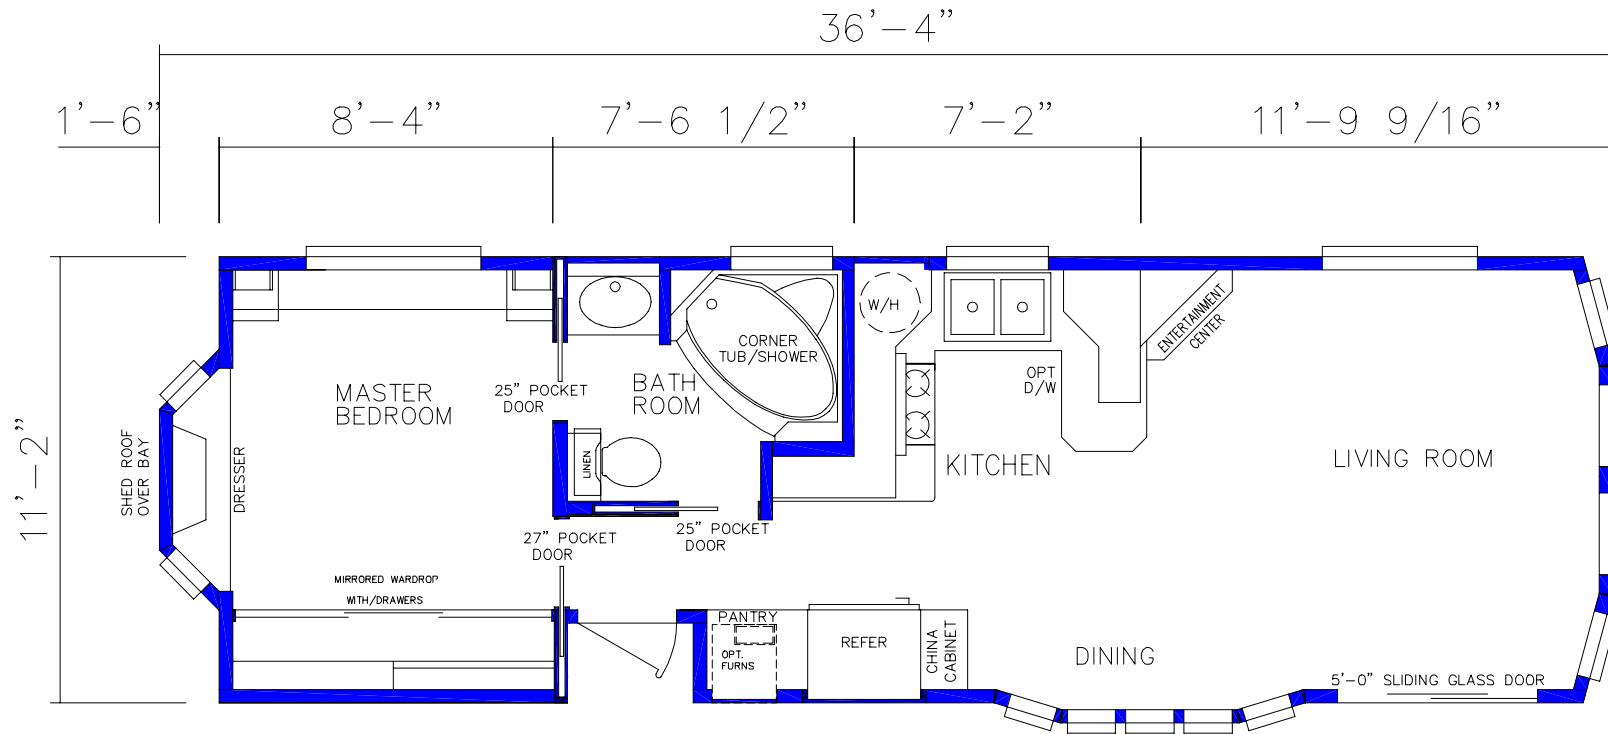 36'-4"
1'-6"
8'-4"
7'-6 1/2"
7'-2"
11'-9 9/16"
11'-2"
SHED ROOF
OVER BAY
DRESSER
MASTER
BEDROOM
MIRRORED WARDROP
WITH/DRAWERS
25" POCKET
DOOR
27" POCKET
DOOR
BATH
ROOM
LINEN
25" POCKET
DOOR
CORNER
TUB/SHOWER
W/H
OPT
D/W
KITCHEN
ENTERTAINMENT
CENTER
LIVING ROOM
PANTRY
OPT.
FURNS
REFER
CHINA
CABINET
DINING
5'-0" SLIDING GLASS DOOR